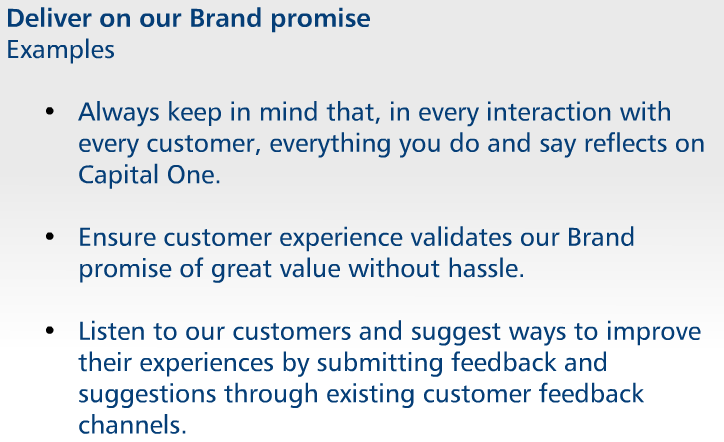 Deliver on our Brand promise
Examples
• Always keep in mind that, in every interaction with
every customer, everything you do and say reflects on
Capital One.
• Ensure customer experience validates our Brand
promise of great value without hassle.
• Listen to our customers and suggest ways to improve
their experiences by submitting feedback and
suggestions through existing customer feedback
channels.